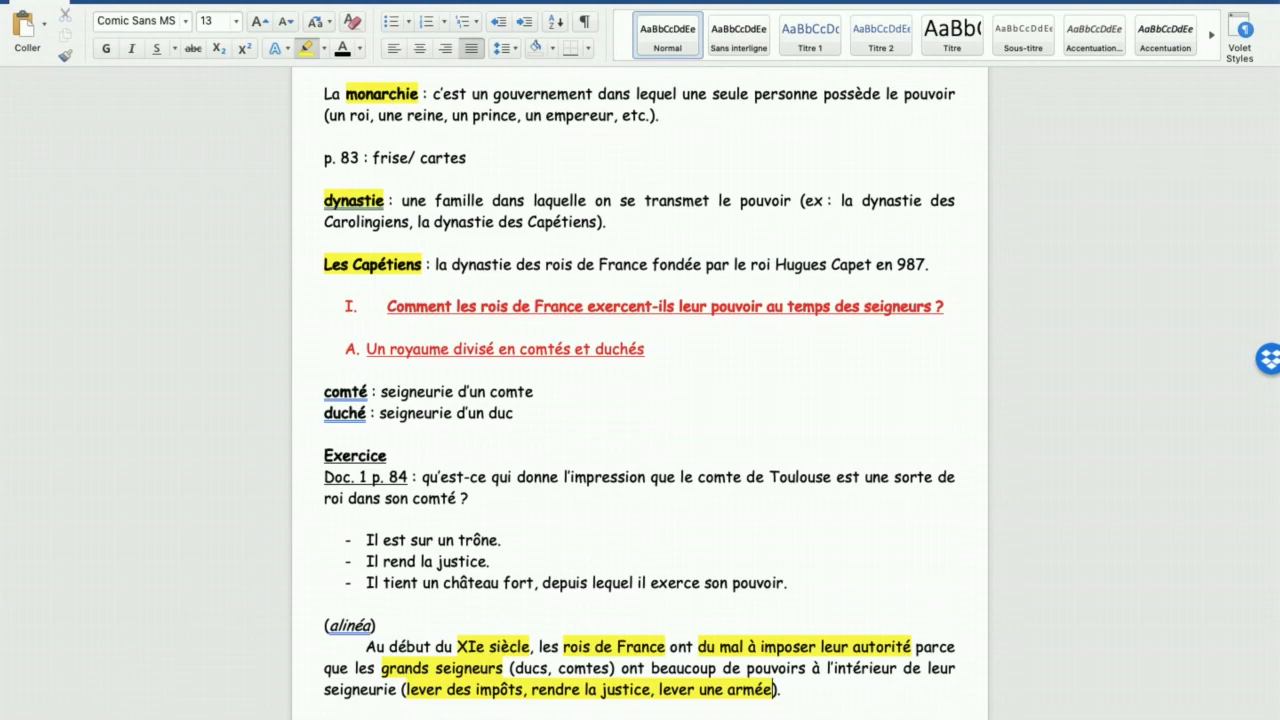 Comic Sans MS
13
Coller
G I S abc X₂ X²
AaBbCcDdEe
Normal
AaBbCcDdEe
Sans interligne
AaBbCcDc
Titre 1
AaBbCcDdEe
Titre 2
AaBb(
Titre
AaBbCcDdEe
Sous-titre
AaBbCcDdEe
Accentuation...
AaBbCcDdEe
Accentuation
Volet
Styles
La monarchie : c'est un gouvernement dans lequel une seule personne possède le pouvoir
(un roi, une reine, un prince, un empereur, etc.).
p. 83 : frise/ cartes
dynastie : une famille dans laquelle on se transmet le pouvoir (ex : la dynastie des
Carolingiens, la dynastie des Capétiens).
Les Capétiens : la dynastie des rois de France fondée par le roi Hugues Capet en 987.
I. Comment les rois de France exercent-ils leur pouvoir au temps des seigneurs ?
A. Un royaume divisé en comtés et duchés
comté : seigneurie d'un comte
duché : seigneurie d'un duc
Exercice
Doc. 1 p. 84 : qu'est-ce qui donne l'impression que le comte de Toulouse est une sorte de
roi dans son comté ?
- Il est sur un trône.
- Il rend la justice.
- Il tient un château fort, depuis lequel il exerce son pouvoir.
(alinéa)
Au début du XIe siècle, les rois de France ont du mal à imposer leur autorité parce
que les grands seigneurs (ducs, comtes) ont beaucoup de pouvoirs à l'intérieur de leur
seigneurie (lever des impôts, rendre la justice, lever une armée).